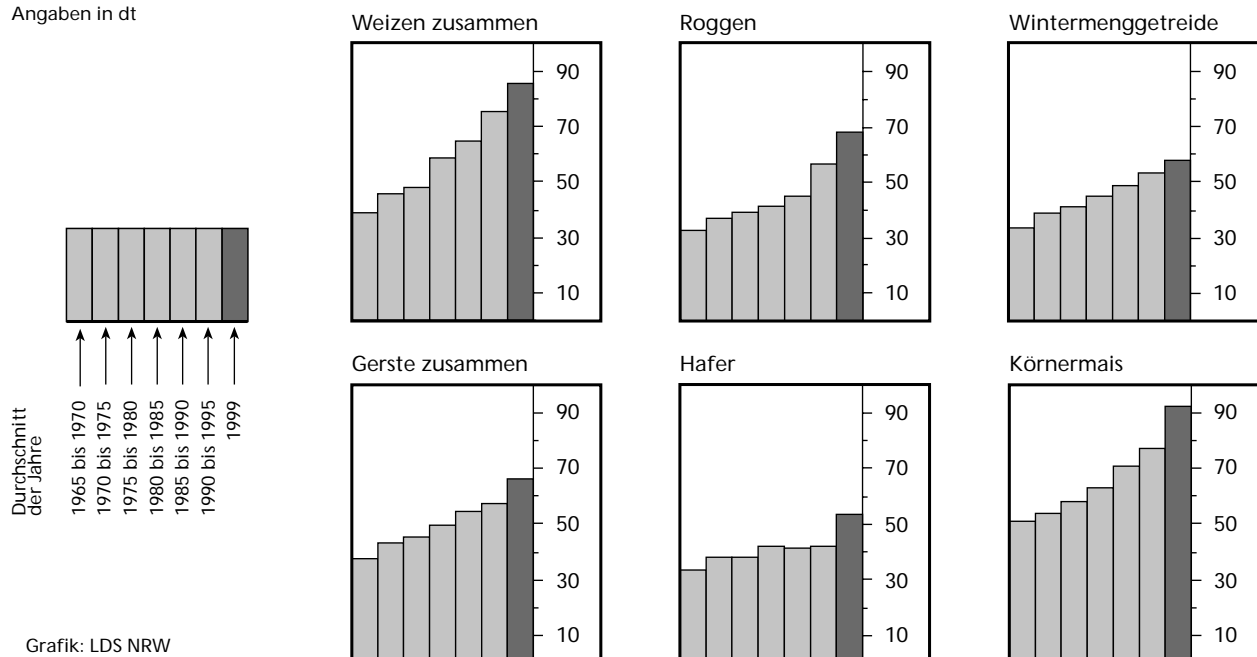 Angaben in dt
Durchschnitt
der Jahre
1965 bis 1970
1970 bis 1975
1975 bis 1980
1980 bis 1985
1985 bis 1990
1990 bis 1995
1999
Weizen zusammen
90
70
50
30
10
Roggen
90
70
50
30
10
Wintermenggetreide
90
70
50
30
10
Gerste zusammen
90
70
50
30
10
Hafer
90
70
50
30
10
Körnermais
90
70
50
30
10
Grafik: LDS NRW